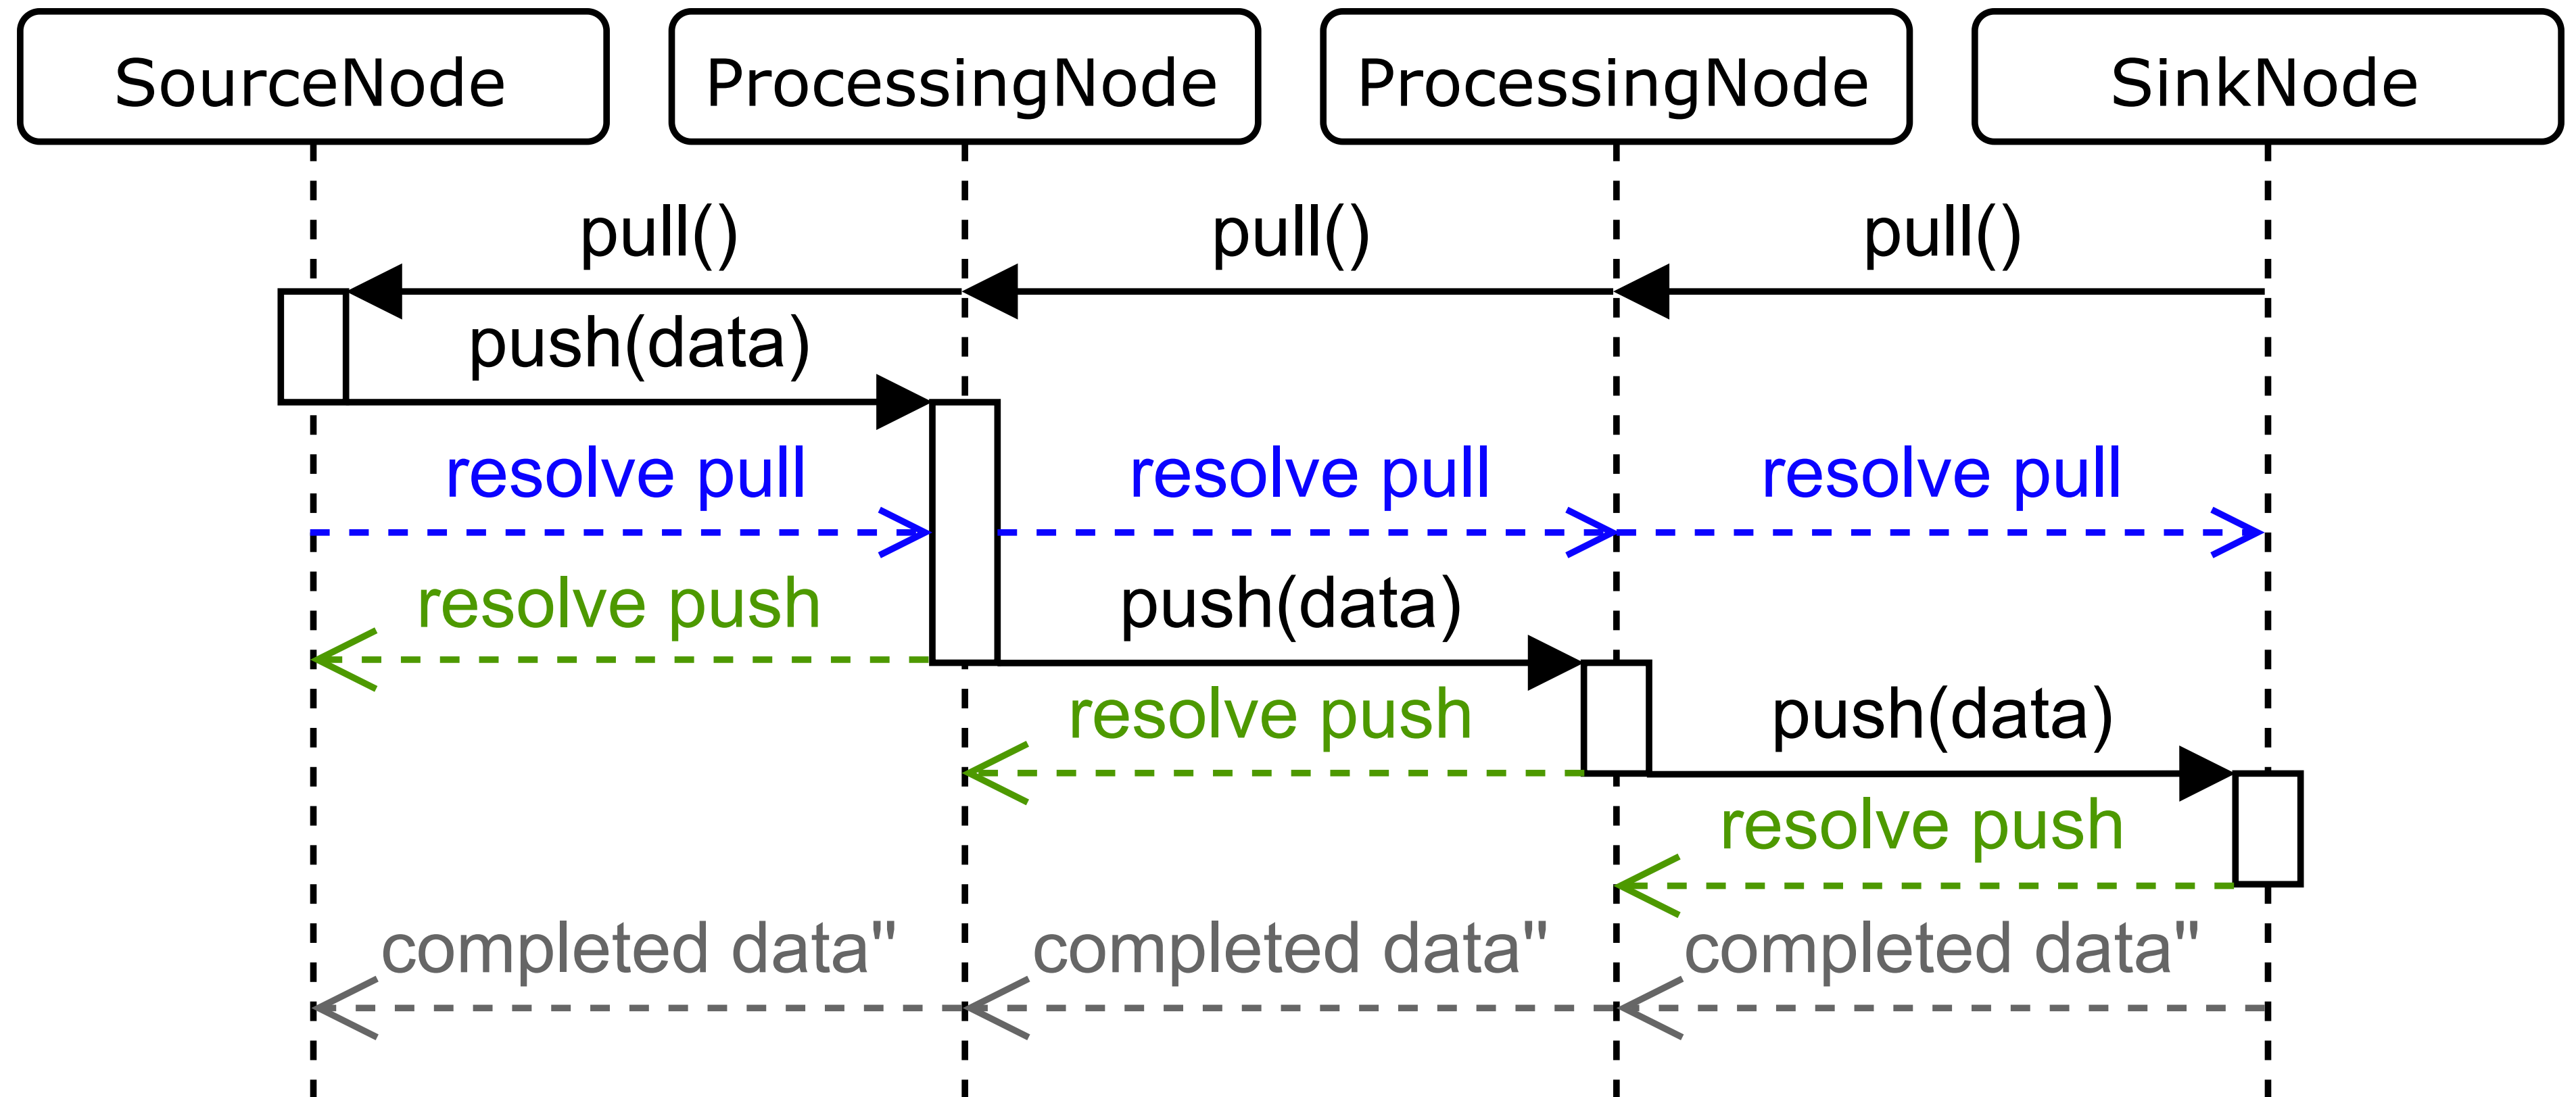 SourceNode
ProcessingNode
ProcessingNode
SinkNode
pull()
pull()
pull()
push(data)
resolve pull
resolve pull
resolve pull
resolve push
push(data)
resolve push
push(data)
resolve push
completed data"
completed data"
completed data"